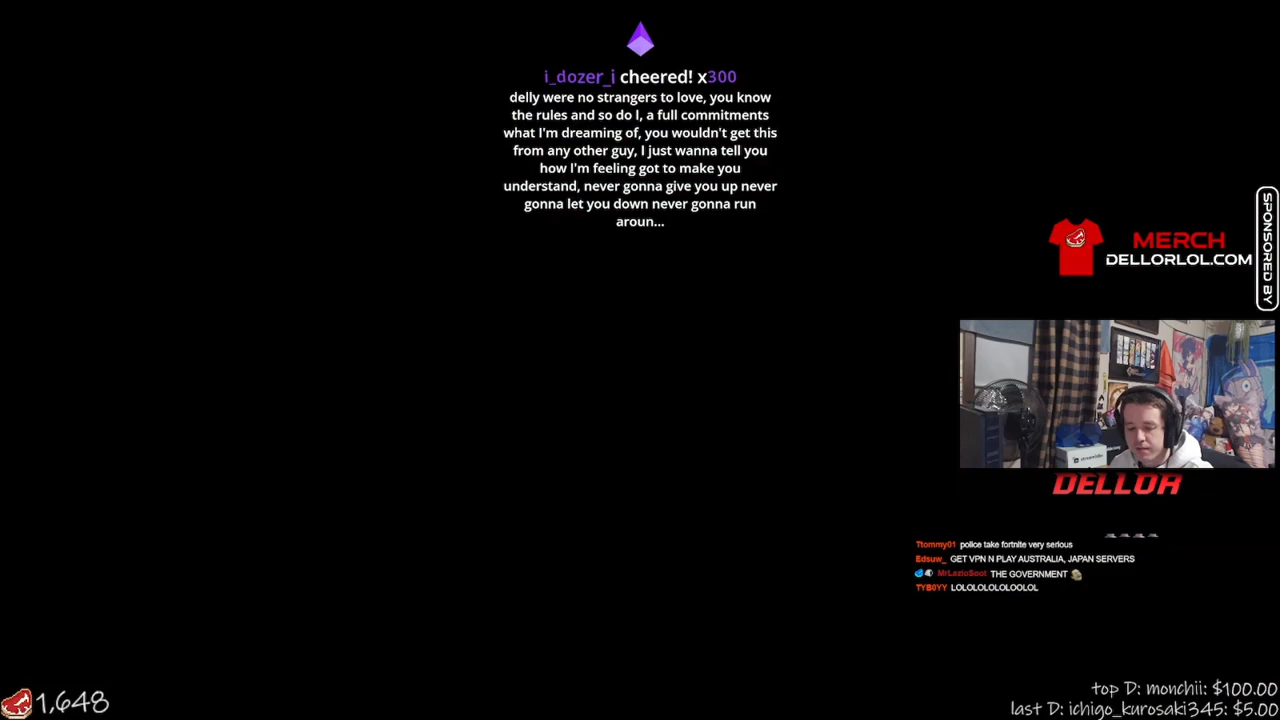 i_dozer_i cheered! x300
delly were no strangers to love, you know
the rules and so do I, a full commitments
what I'm dreaming of, you wouldn't get this
from any other guy, I just wanna tell you
how I'm feeling got to make you
understand, never gonna give you up never
gonna let you down never gonna run
aroun...
SPONSORED BY
MERCH
DELLORLOL.COM
DELLOR
Ttommy01 police take fortnite very serious
Edsuw_ GET VPN N PLAY AUSTRALIA, JAPAN SERVERS
MrLazioSoot THE GOVERNMENT
TYB0YY LOLOLOLOLOLOOLOL
1,648
top D: monchii: $100.00
last D: ichigo_kurosaki345: $5.00